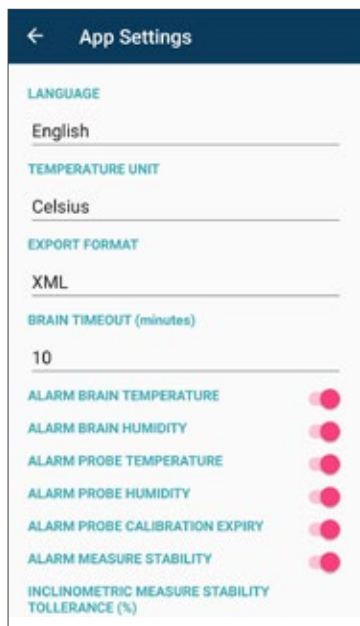 ← App Settings
LANGUAGE
English
TEMPERATURE UNIT
Celsius
EXPORT FORMAT
XML
BRAIN TIMEOUT (minutes)
10
ALARM BRAIN TEMPERATURE
ALARM BRAIN HUMIDITY
ALARM PROBE TEMPERATURE
ALARM PROBE HUMIDITY
ALARM PROBE CALIBRATION EXPIRY
ALARM MEASURE STABILITY
INCLINOMETRIC MEASURE STABILITY
TOLLERANCE (%)